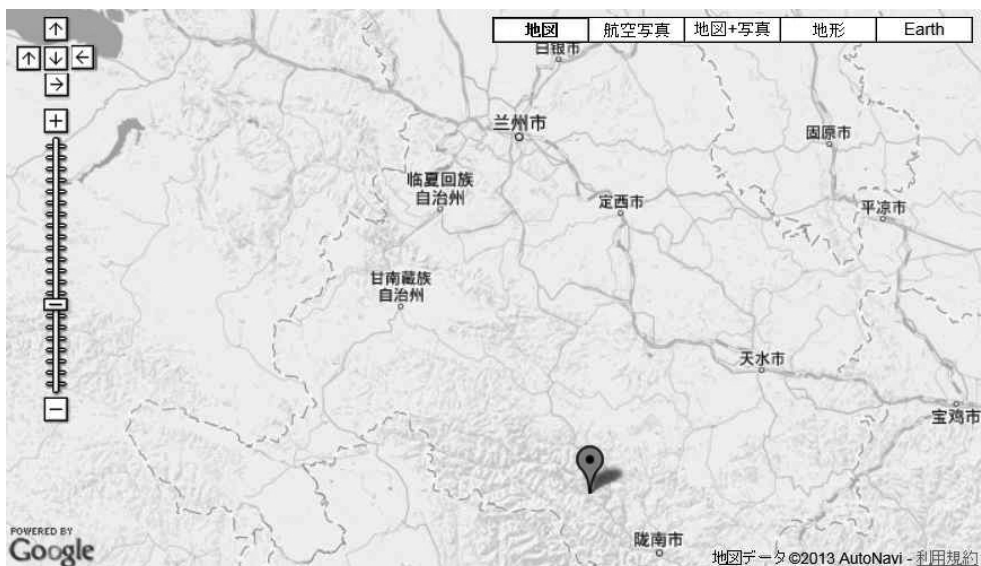 地図 航空写真 地図+写真 地形 Earth
白银市
兰州市
固原市
临夏回族
自治州
定西市
平凉市
甘南藏族
自治州
天水市
宝鸡市
陇南市
POWERED BY
Google
地図データ ©2013 AutoNavi - 利用規約